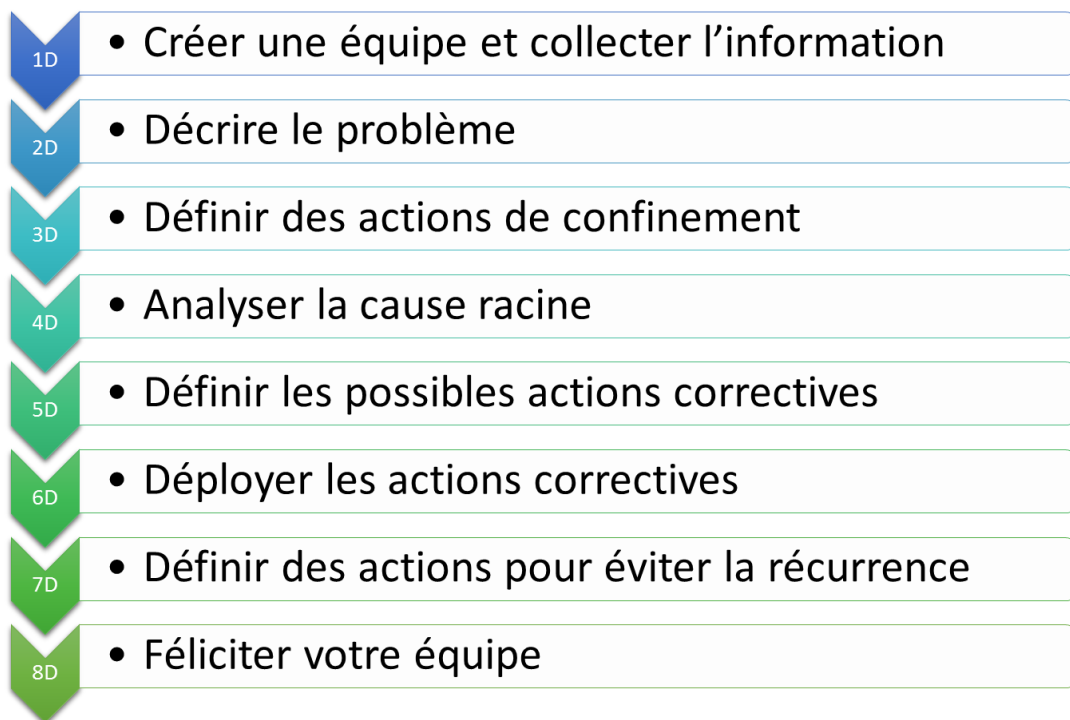 1D • Créer une équipe et collecter l’information
2D • Décrire le problème
3D • Définir des actions de confinement
4D • Analyser la cause racine
5D • Définir les possibles actions correctives
6D • Déployer les actions correctives
7D • Définir des actions pour éviter la récurrence
8D • Féliciter votre équipe